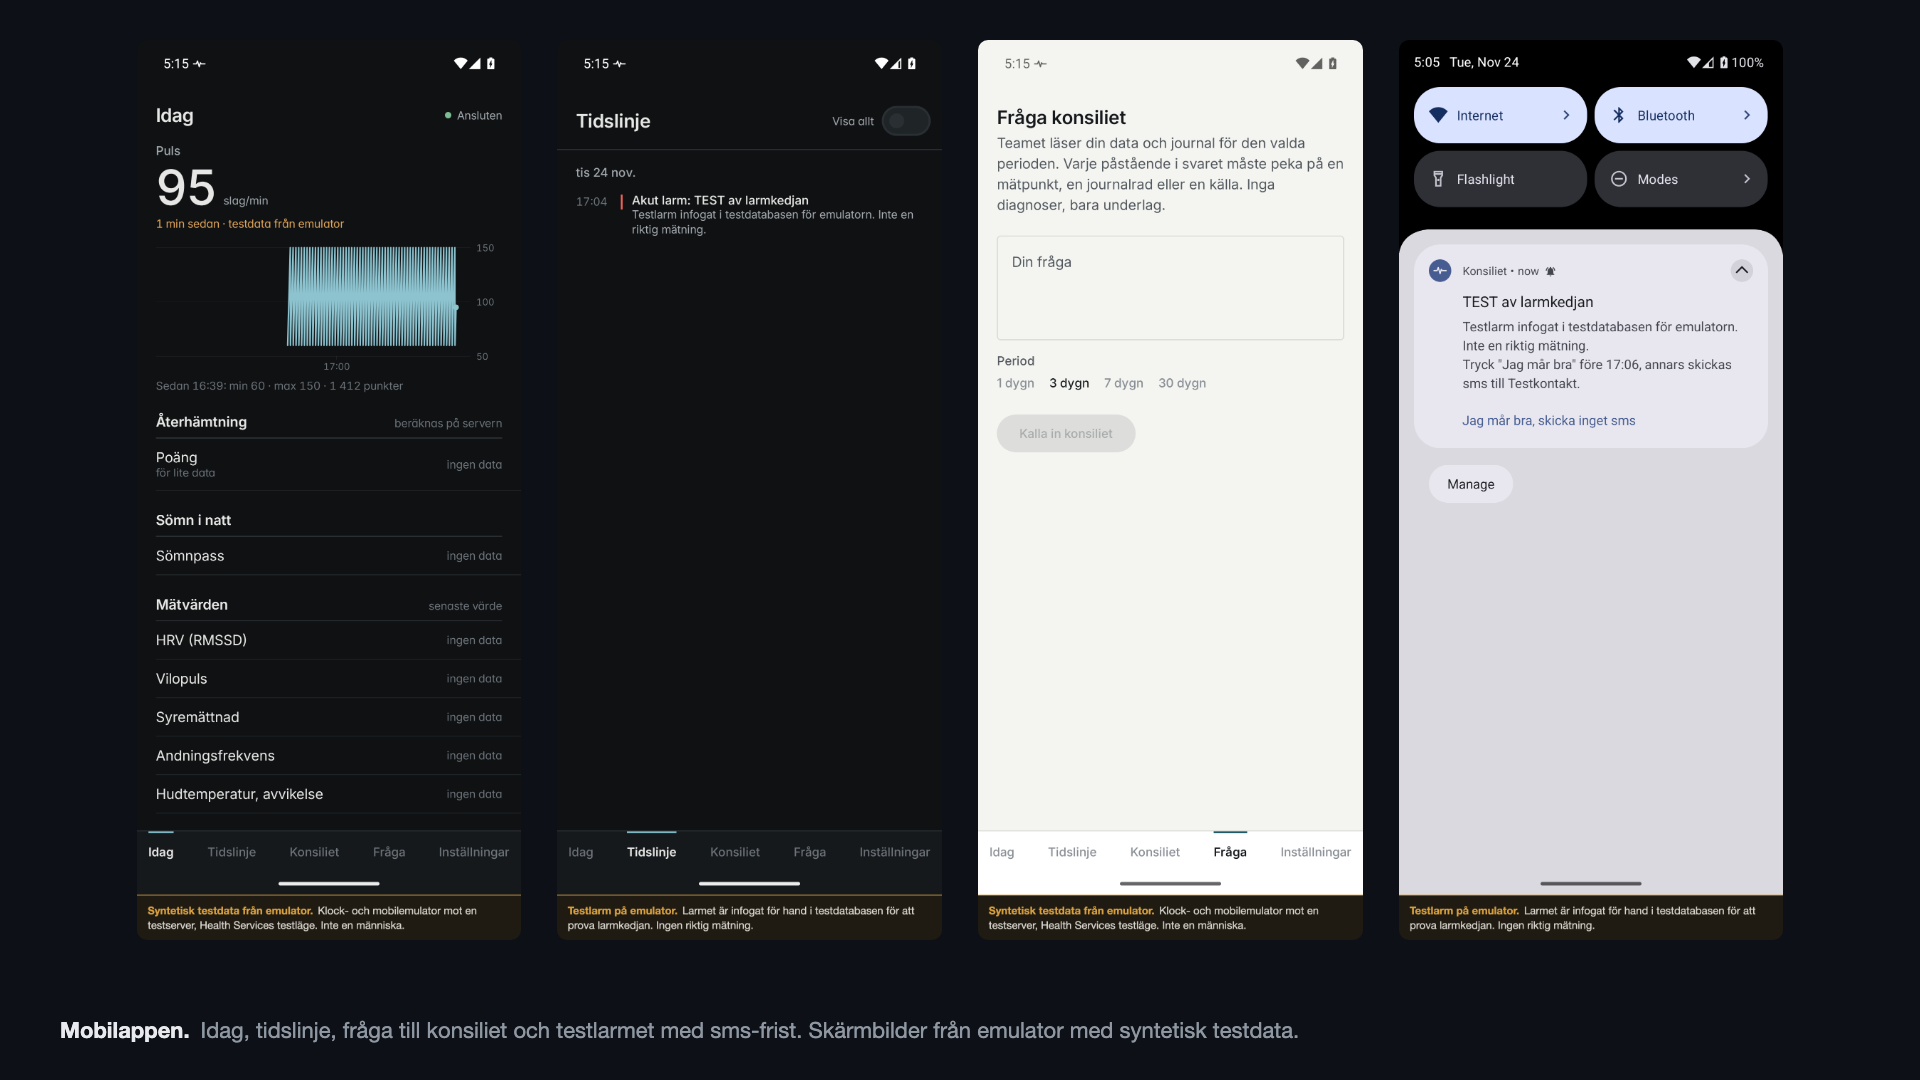 5:15
Idag
Ansluten
Puls
95 slag/min
1 min sedan · testdata från emulator
150
100
50
17:00
Sedan 16:39: min 60 · max 150 · 1 412 punkter
Återhämtning
beräknas på servern
Poäng
för lite data
ingen data
Sömn i natt
Sömnpass
ingen data
Mätvärden
senaste värde
HRV (RMSSD)
ingen data
Vilopuls
ingen data
Syremättnad
ingen data
Andningsfrekvens
ingen data
Hudtemperatur, avvikelse
ingen data
Idag Tidslinje Konsiliet Fråga Inställningar
Syntetisk testdata från emulator. Klock- och mobilemulator mot en
testserver, Health Services testläge. Inte en människa.
5:15
Tidslinje
Visa allt
tis 24 nov.
17:04
Akut larm: TEST av larmkedjan
Testlarm infogat i testdatabasen för emulatorn. Inte en
riktig mätning.
Idag Tidslinje Konsiliet Fråga Inställningar
Testlarm på emulator. Larmet är infogat för hand i testdatabasen för att
prova larmkedjan. Ingen riktig mätning.
5:15
Fråga konsiliet
Teamet läser din data och journal för den valda
perioden. Varje påstående i svaret måste peka på en
mätpunkt, en journalrad eller en källa. Inga
diagnoser, bara underlag.
Din fråga
Period
1 dygn 3 dygn 7 dygn 30 dygn
Kalla in konsiliet
Idag Tidslinje Konsiliet Fråga Inställningar
Syntetisk testdata från emulator. Klock- och mobilemulator mot en
testserver, Health Services testläge. Inte en människa.
5:05 Tue, Nov 24
100%
Internet
Bluetooth
Flashlight
Modes
Konsiliet • now
TEST av larmkedjan
Testlarm infogat i testdatabasen för emulatorn.
Inte en riktig mätning.
Tryck "Jag mår bra" före 17:06, annars skickas
sms till Testkontakt.
Jag mår bra, skicka inget sms
Manage
Testlarm på emulator. Larmet är infogat för hand i testdatabasen för att
prova larmkedjan. Ingen riktig mätning.
Mobilappen. Idag, tidslinje, fråga till konsiliet och testlarmet med sms-frist. Skärmbilder från emulator med syntetisk testdata.